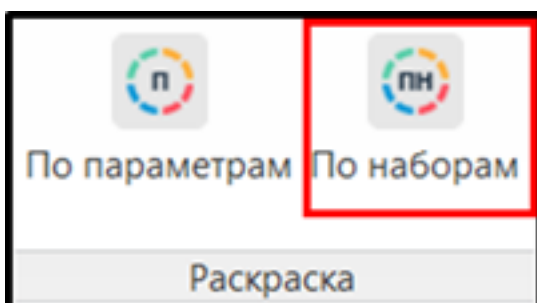 П ПН
По параметрам По наборам
Раскраска